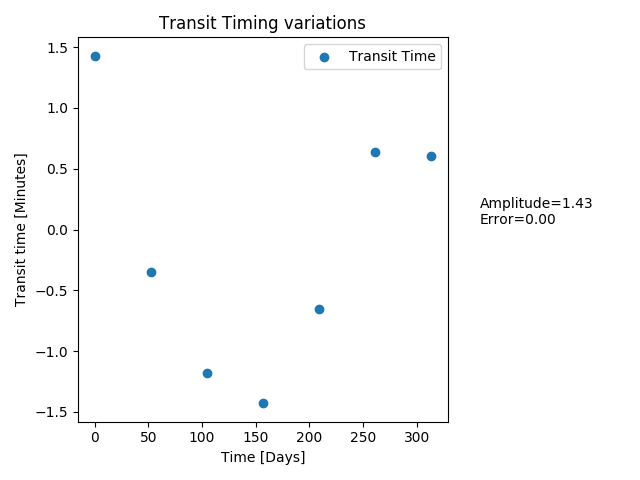 Transit Timing variations
Transit Time
Transit time [Minutes]
1.5
1.0
0.5
0.0
−0.5
−1.0
−1.5
0 50 100 150 200 250 300
Time [Days]
Amplitude=1.43
Error=0.00